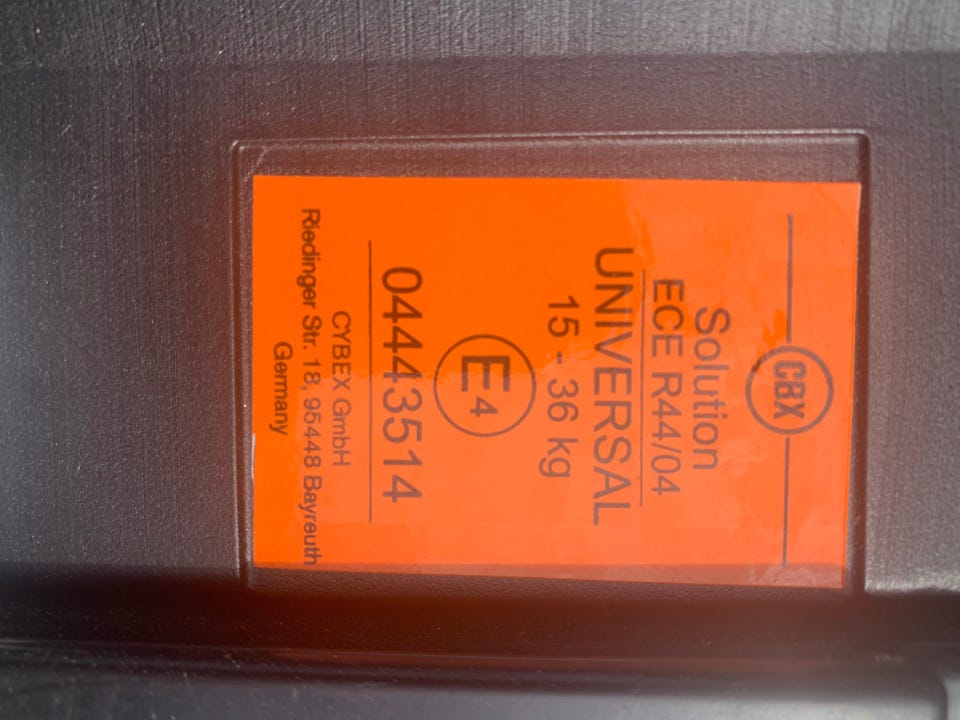 CBX
Solution
ECE R44/04
UNIVERSAL
15 - 36 kg
E4
04443514
CYBEX GmbH
Riedinger Str. 18, 95448 Bayreuth
Germany